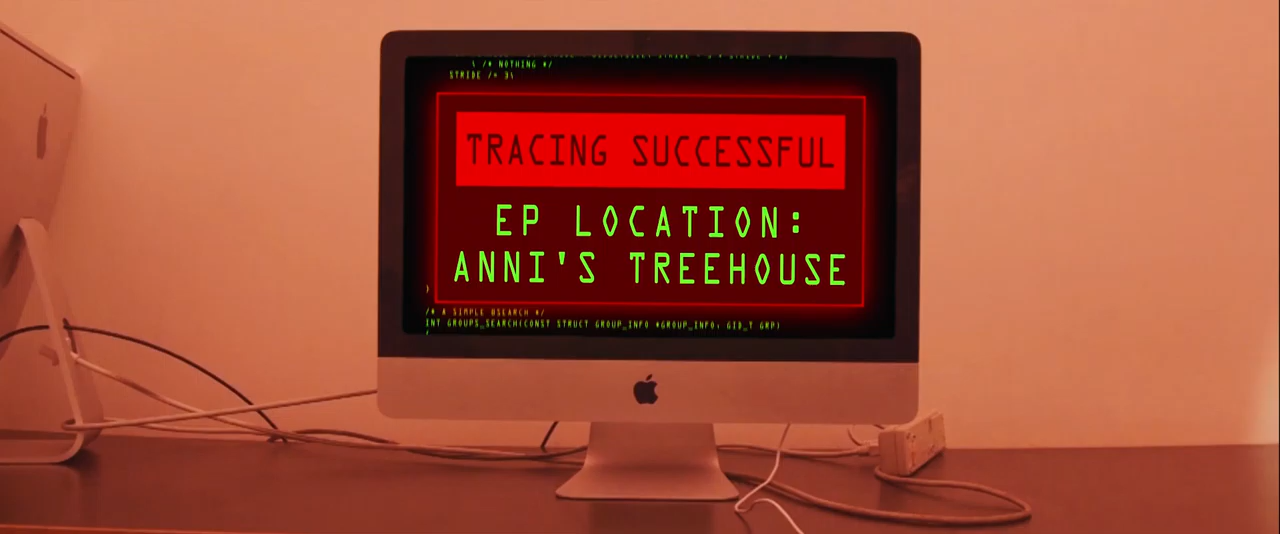 \ /* NOTHING */
STRIDE /= 3\
TRACING SUCCESSFUL
EP LOCATION:
ANNI'S TREEHOUSE
)
/* A SIMPLE BSEARCH */
INT GROUPS_SEARCH(CONST STRUCT GROUP_INFO *GROUP_INFO, GID_T GRP)